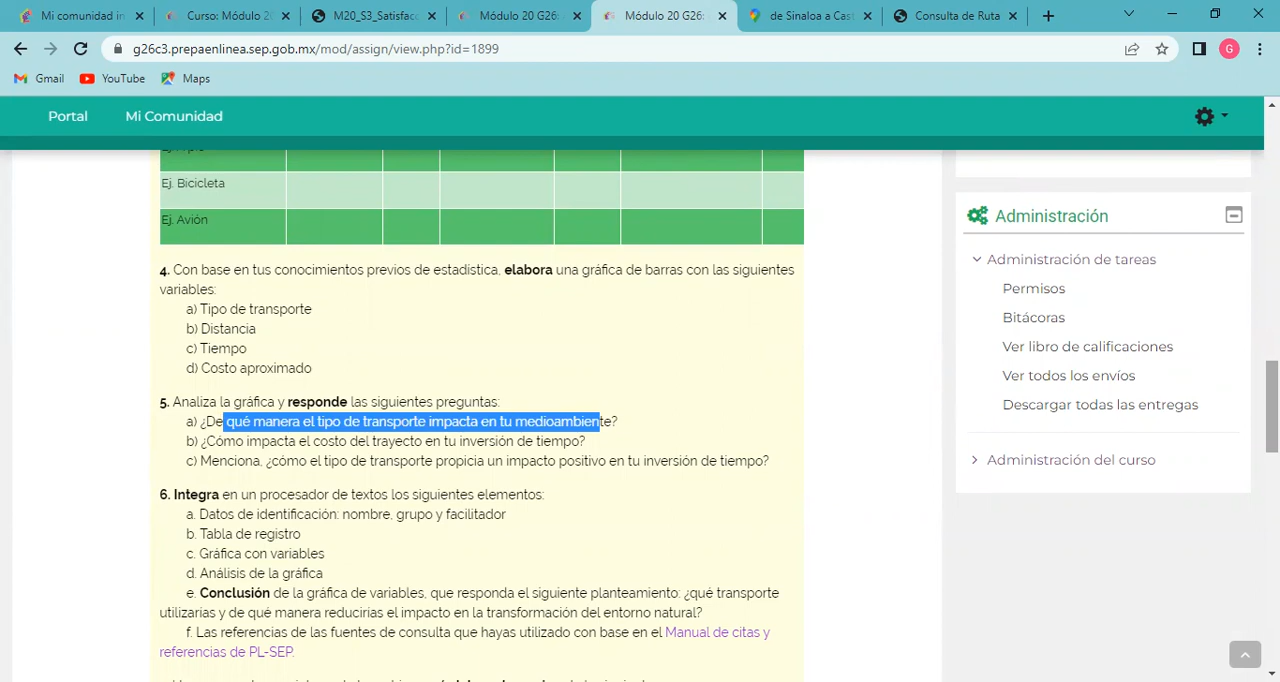 Mi comunidad in
Curso: Módulo 20
M20_S3_Satisfacc
Módulo 20 G26:
Módulo 20 G26:
de Sinaloa a Cast
Consulta de Ruta
g26c3.prepaenlinea.sep.gob.mx/mod/assign/view.php?id=1899
G
Gmail
YouTube
Maps
Portal
Mi Comunidad
Ej. Bicicleta
Ej. Avión
4. Con base en tus conocimientos previos de estadística, elabora una gráfica de barras con las siguientes
variables:
a) Tipo de transporte
b) Distancia
c) Tiempo
d) Costo aproximado
5. Analiza la gráfica y responde las siguientes preguntas:
a) ¿De qué manera el tipo de transporte impacta en tu medioambiente?
b) ¿Cómo impacta el costo del trayecto en tu inversión de tiempo?
c) Menciona, ¿cómo el tipo de transporte propicia un impacto positivo en tu inversión de tiempo?
6. Integra en un procesador de textos los siguientes elementos:
a. Datos de identificación: nombre, grupo y facilitador
b. Tabla de registro
c. Gráfica con variables
d. Análisis de la gráfica
e. Conclusión de la gráfica de variables, que responda el siguiente planteamiento: ¿qué transporte
utilizarías y de qué manera reducirías el impacto en la transformación del entorno natural?
f. Las referencias de las fuentes de consulta que hayas utilizado con base en el Manual de citas y
referencias de PL-SEP.
Administración
Administración de tareas
Permisos
Bitácoras
Ver libro de calificaciones
Ver todos los envíos
Descargar todas las entregas
Administración del curso